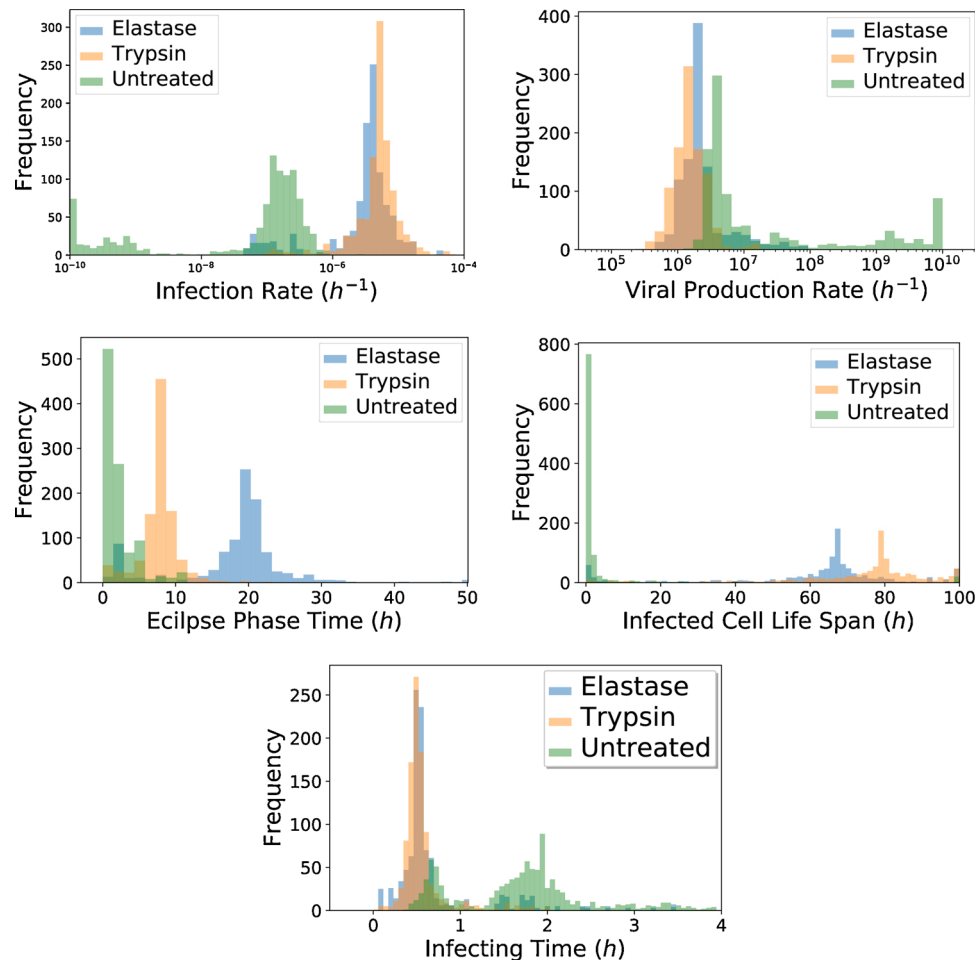 Elastase
Trypsin
Untreated
Frequency
300
250
200
150
100
50
0
10⁻¹⁰
10⁻⁸
10⁻⁶
10⁻⁴
Infection Rate (h⁻¹)
Elastase
Trypsin
Untreated
Frequency
400
300
200
100
0
10⁵
10⁶
10⁷
10⁸
10⁹
10¹⁰
Viral Production Rate (h⁻¹)
Elastase
Trypsin
Untreated
Frequency
500
400
300
200
100
0
0
10
20
30
40
50
Ecilpse Phase Time (h)
Elastase
Trypsin
Untreated
Frequency
800
600
400
200
0
0
20
40
60
80
100
Infected Cell Life Span (h)
Elastase
Trypsin
Untreated
Frequency
250
200
150
100
50
0
0
1
2
3
4
Infecting Time (h)